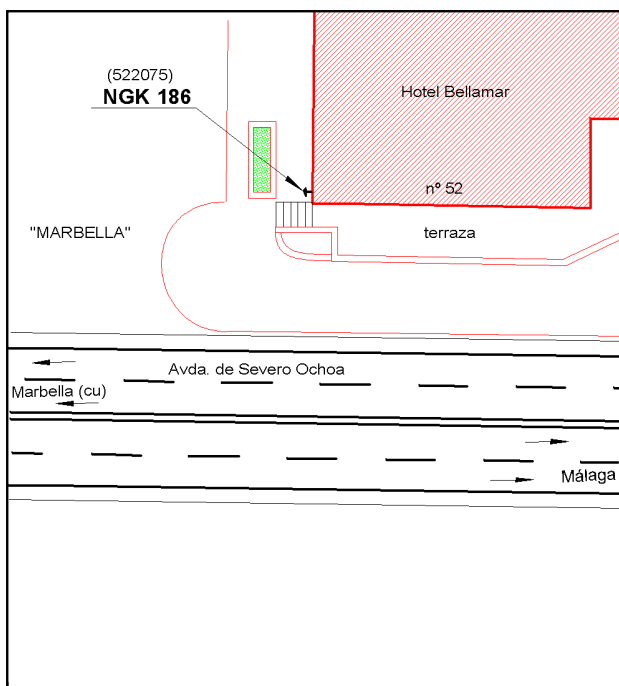 (522075)
NGK 186
Hotel Bellamar
nº 52
"MARBELLA"
terraza
Avda. de Severo Ochoa
Marbella (cu)
Málaga